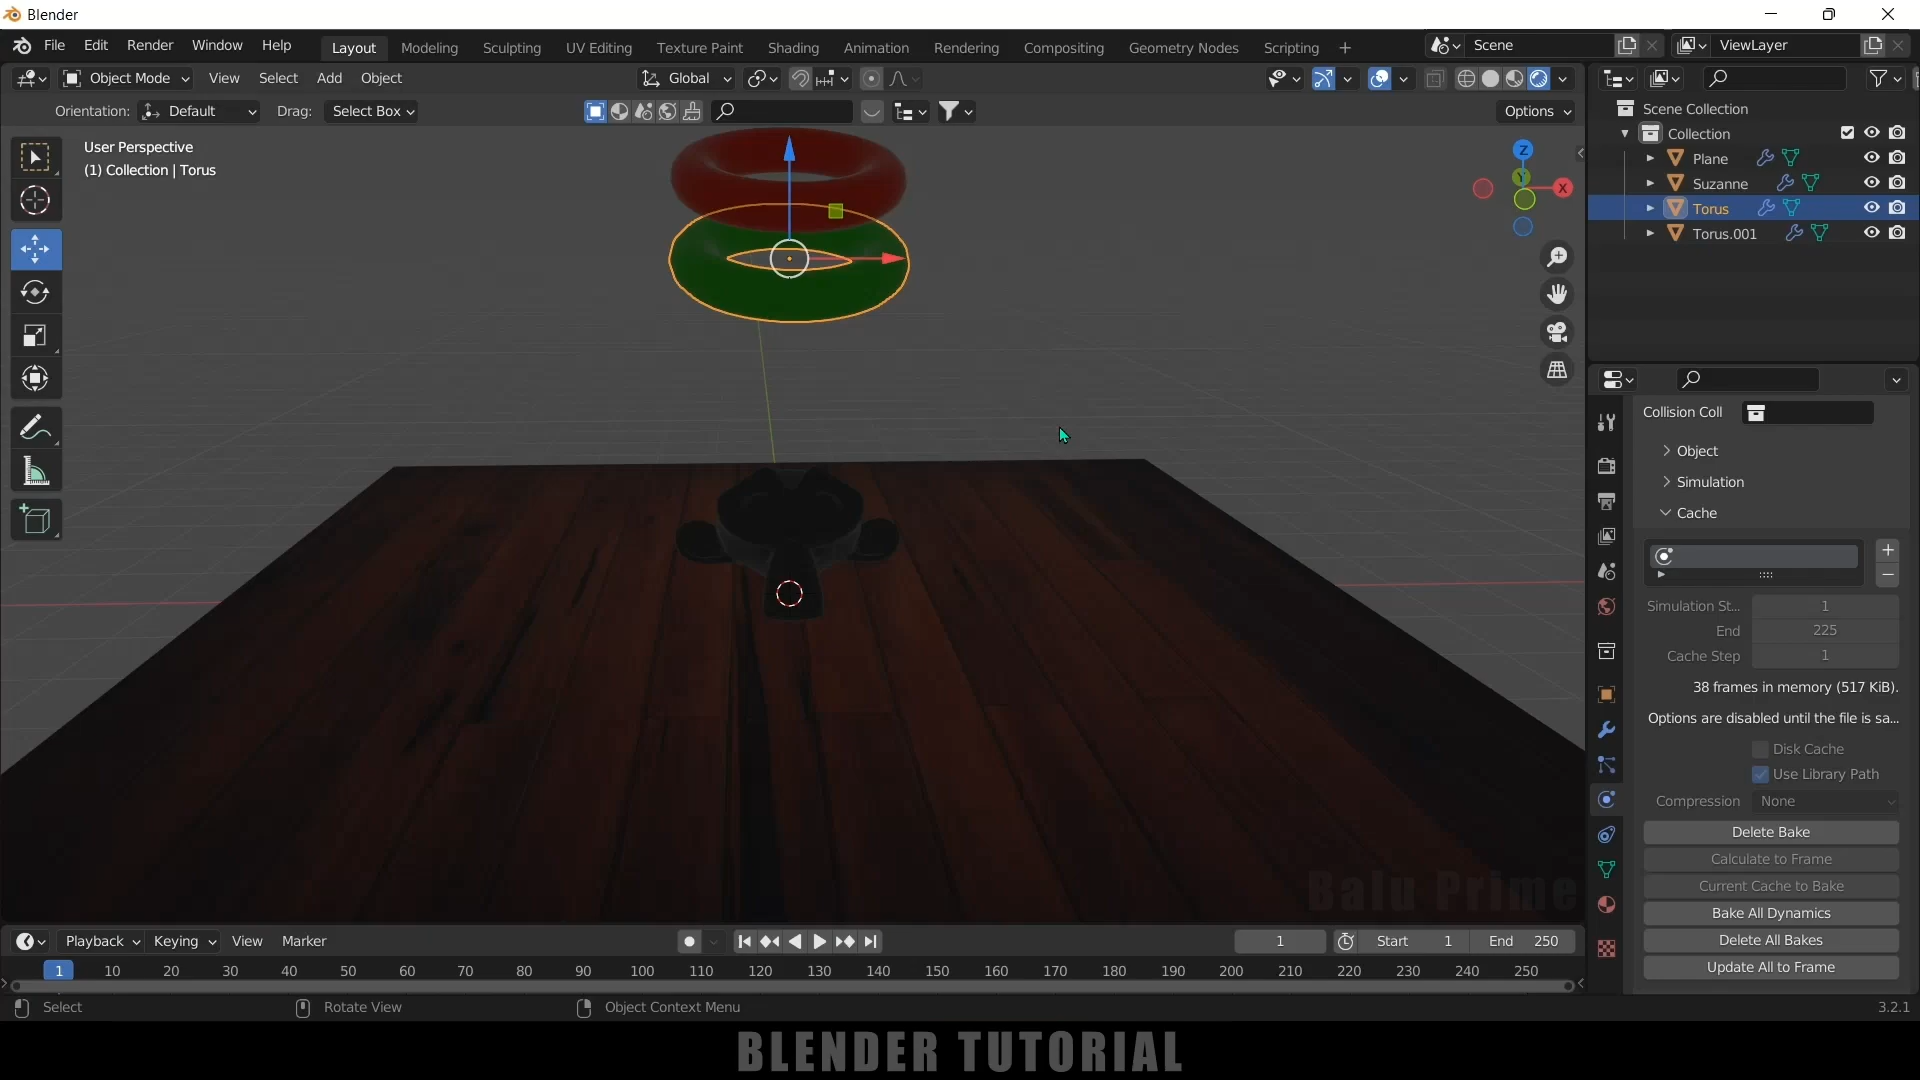 Blender
File Edit Render Window Help Layout Modeling Sculpting UV Editing Texture Paint Shading Animation Rendering Compositing Geometry Nodes Scripting + Scene ViewLayer
Object Mode View Select Add Object Global
Orientation: Default Drag: Select Box Options
User Perspective
(1) Collection | Torus
Z
Y
X
Scene Collection
Collection
Plane
Suzanne
Torus
Torus.001
Collision Coll
Object
Simulation
Cache
Simulation St... 1
End 225
Cache Step 1
38 frames in memory (517 KiB).
Options are disabled until the file is sa...
Disk Cache
Use Library Path
Compression None
Delete Bake
Calculate to Frame
Current Cache to Bake
Bake All Dynamics
Delete All Bakes
Update All to Frame
Balu Prime
Playback Keying View Marker 1 Start 1 End 250
1 10 20 30 40 50 60 70 80 90 100 110 120 130 140 150 160 170 180 190 200 210 220 230 240 250
Select Rotate View Object Context Menu 3.2.1
BLENDER TUTORIAL